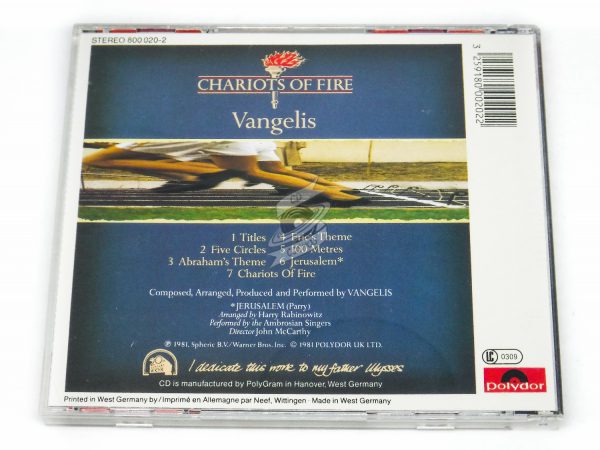 STEREO 800 020-2
CHARIOTS OF FIRE
Vangelis
CD
1 Titles 4 Eric's Theme
2 Five Circles 5 100 Metres
3 Abraham's Theme 6 Jerusalem*
7 Chariots Of Fire
Composed, Arranged, Produced and Performed by VANGELIS
*JERUSALEM (Parry)
Arranged by Harry Rabinowitz
Performed by the Ambrosian Singers
Director John McCarthy
℗ 1981, Spheric B.V./Warner Bros. Inc. © 1981 POLYDOR UK LTD.
I dedicate this work to my father Ulysses
CD is manufactured by PolyGram in Hanover, West Germany
Printed in West Germany by / Imprimé en Allemagne par Neef, Wittingen · Made in West Germany
3 259180 002022
LC 0309
polydor